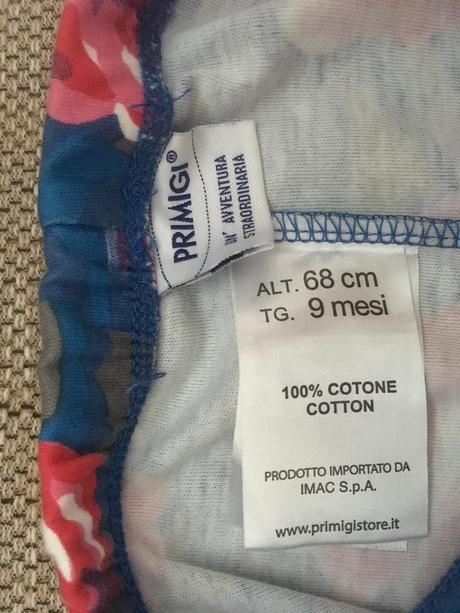 PRIMIGI®
UN' AVVENTURA
STRAORDINARIA
ALT. 68 cm
TG. 9 mesi
100% COTONE
COTTON
PRODOTTO IMPORTATO DA
IMAC S.p.A.
www.primigistore.it